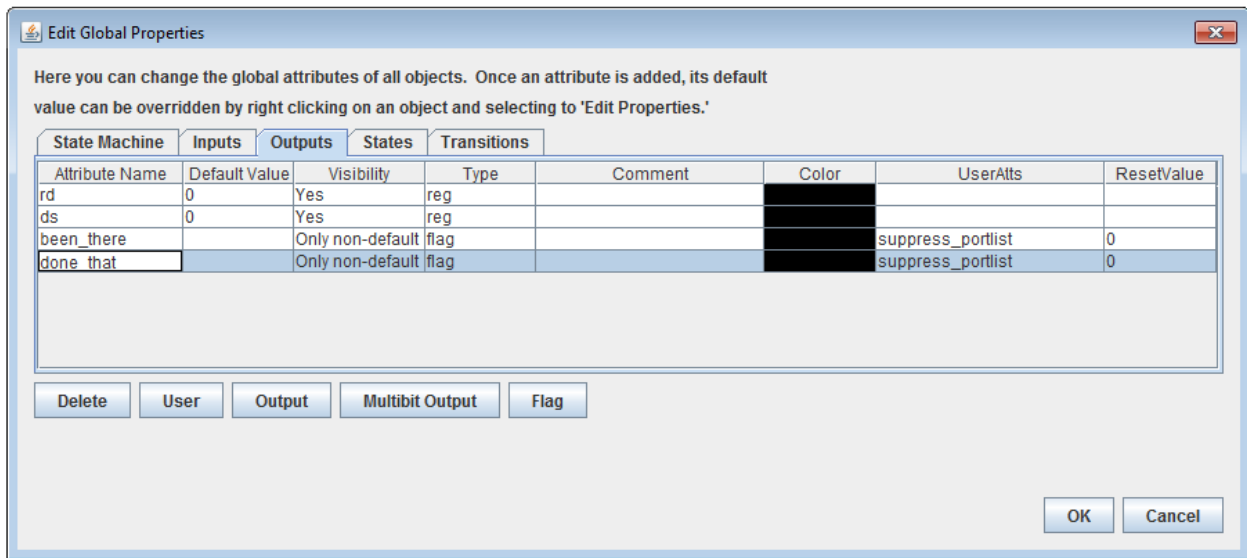 Edit Global Properties
Here you can change the global attributes of all objects. Once an attribute is added, its default
value can be overridden by right clicking on an object and selecting to 'Edit Properties.'
State Machine Inputs Outputs States Transitions
Attribute Name Default Value Visibility Type Comment Color UserAtts ResetValue
rd 0 Yes reg
ds 0 Yes reg
been_there Only non-default flag suppress_portlist 0
done_that Only non-default flag suppress_portlist 0
Delete User Output Multibit Output Flag
OK Cancel